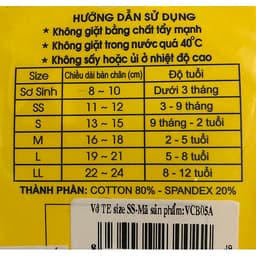 HƯỚNG DẪN SỬ DỤNG
★ Không giặt bằng chất tẩy mạnh
★ Không giặt trong nước quá 40°C
★ Không sấy hoặc ủi ở nhiệt độ cao
Size Chiều dài bàn chân (cm) Độ tuổi
Sơ Sinh 8 ~ 10 Dưới 3 tháng
SS 11 ~ 12 3 - 9 tháng
S 13 ~ 15 9 tháng - 2 tuổi
M 16 ~ 18 2 - 5 tuổi
L 19 ~ 21 5 - 8 tuổi
LL 22 ~ 24 8 - 12 tuổi
THÀNH PHẦN: COTTON 80% - SPANDEX 20%
Vớ TE size SS-Mã sản phẩm:VCB05A